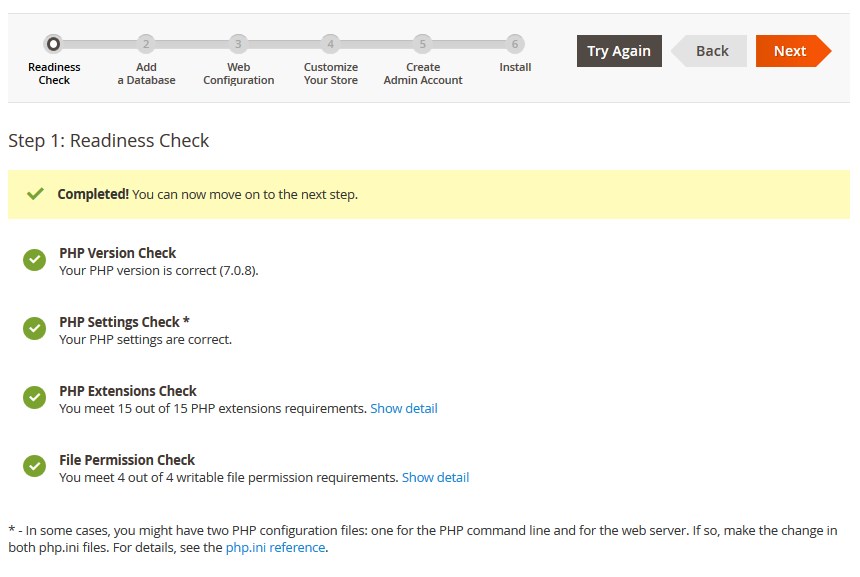 2 3 4 5 6
Readiness Check
Add a Database
Web Configuration
Customize Your Store
Create Admin Account
Install
Try Again
Back
Next
Step 1: Readiness Check
Completed! You can now move on to the next step.
PHP Version Check
Your PHP version is correct (7.0.8).
PHP Settings Check *
Your PHP settings are correct.
PHP Extensions Check
You meet 15 out of 15 PHP extensions requirements. Show detail
File Permission Check
You meet 4 out of 4 writable file permission requirements. Show detail
* - In some cases, you might have two PHP configuration files: one for the PHP command line and for the web server. If so, make the change in
both php.ini files. For details, see the php.ini reference.